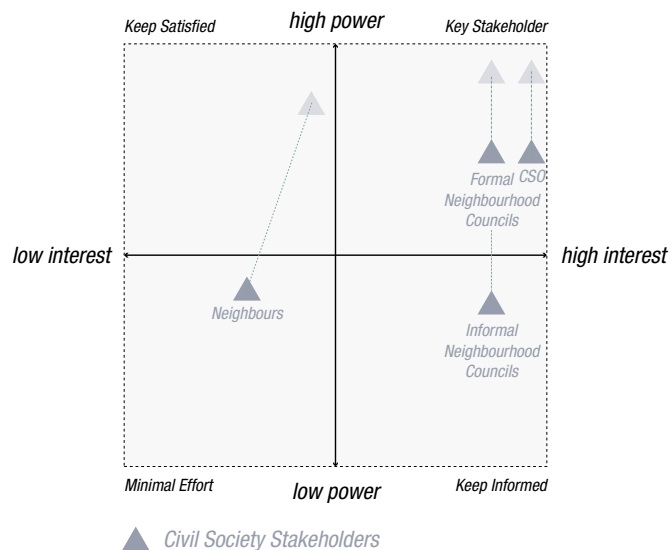 Keep Satisfied
high power
Key Stakeholder
Formal
Neighbourhood
Councils
CSO
low interest
high interest
Neighbours
Informal
Neighbourhood
Councils
Minimal Effort
low power
Keep Informed
Civil Society Stakeholders